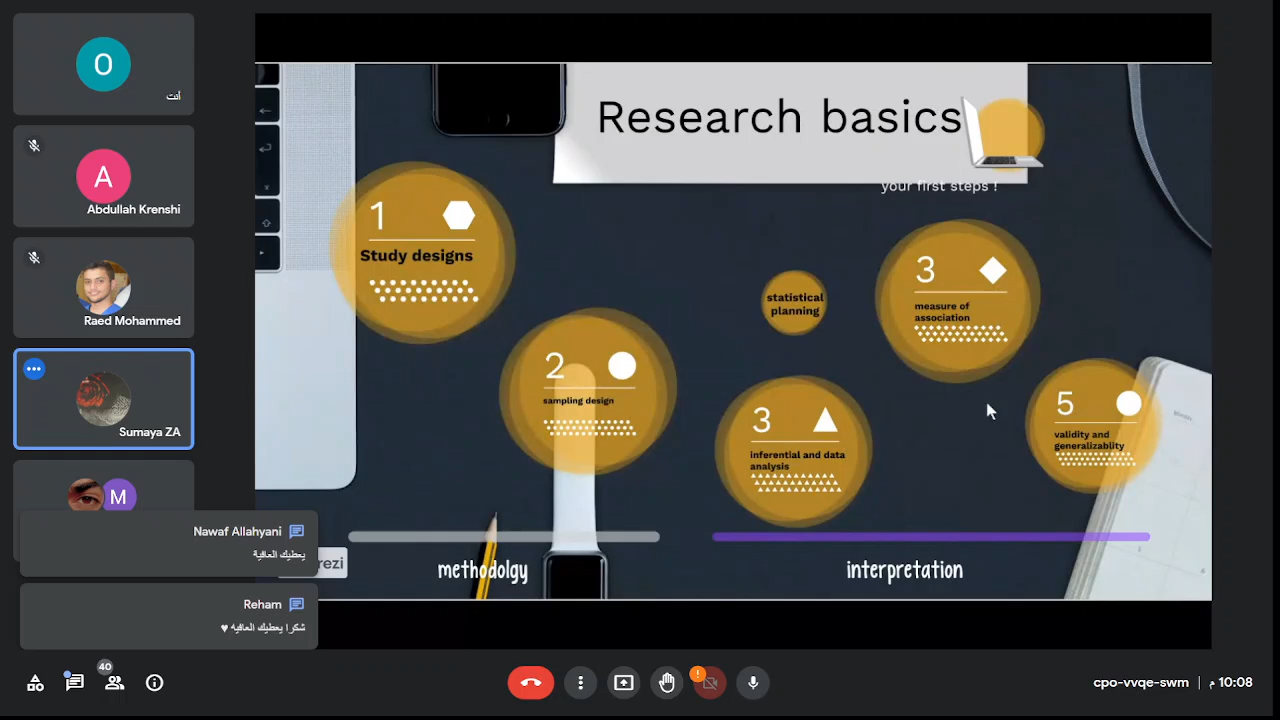 O
أنت
A
Abdullah Krenshi
Raed Mohammed
Sumaya ZA
M
Nawaf Allahyani
يعطيك العافية
Reham
شكرا يعطيك العافيه ♥
40
Research basics
your first steps !
1
Study designs
2
sampling design
statistical
planning
3
measure of
association
3
inferential and data
analysis
5
validity and
generalizablity
rezi
methodolgy
interpretation
cpo-vvqe-swm
10:08 م